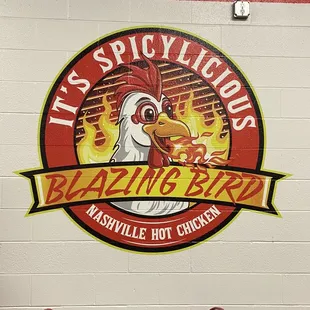 IT'S SPICYLICIOUS
BLAZING BIRD
NASHVILLE HOT CHICKEN